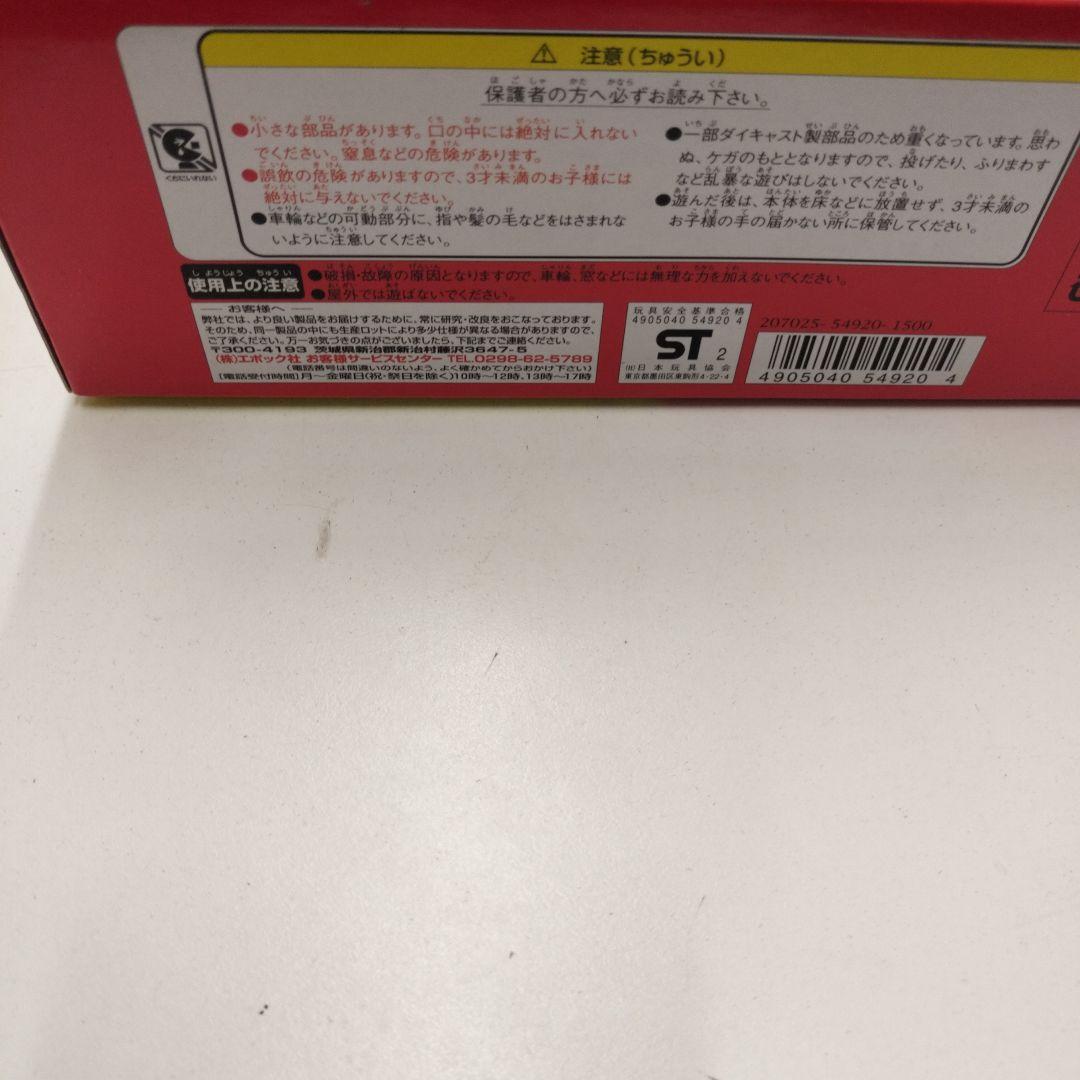 注意(ちゅうい)
保護者の方へ必ずお読み下さい。
●小さな部品があります。口の中には絶対に入れない
でください。窒息などの危険があります。
●誤飲の危険がありますので、3才未満のお子様には
絶対に与えないでください。
●車輪などの可動部分に、指や髪の毛などをはさまれな
いように注意してください。
●一部ダイキャスト製部品のため重くなっています。思わ
ぬ、ケガのもととなりますので、投げたり、ふりまわす
など乱暴な遊びはしないでください。
●遊んだ後は、本体を床などに放置せず、3才未満の
お子様の手の届かない所に保管してください。
くちにいれない
使用上の注意
●破損・故障の原因となりますので、車輪、窓などには無理な力を加えないでください。
●屋外では遊ばないでください。
お客様へ
弊社では、より良い製品をお届けするために、常に研究・改良をおこなっております。
そのため、同一製品の中にも生産ロットにより多少仕様が異なる場合がありますので、
ご了承ください。万一お気づきの点がございましたら、下記までご連絡ください。
〒300-4193 茨城県新治郡新治村藤沢3647-5
(株)エポック社 お客様サービスセンター TEL.0298-62-5789
(電話番号は間違いのないよう、よく確かめてからおかけ下さい)
[電話受付時間]月～金曜日(祝・祭日を除く)10時～12時、13時～17時
玩具安全基準合格
4905040 54920 4
ST 2
(社)日本玩具協会
東京都墨田区東駒形4-22-4
207025- 54920- 1500
4 905040 54920 4